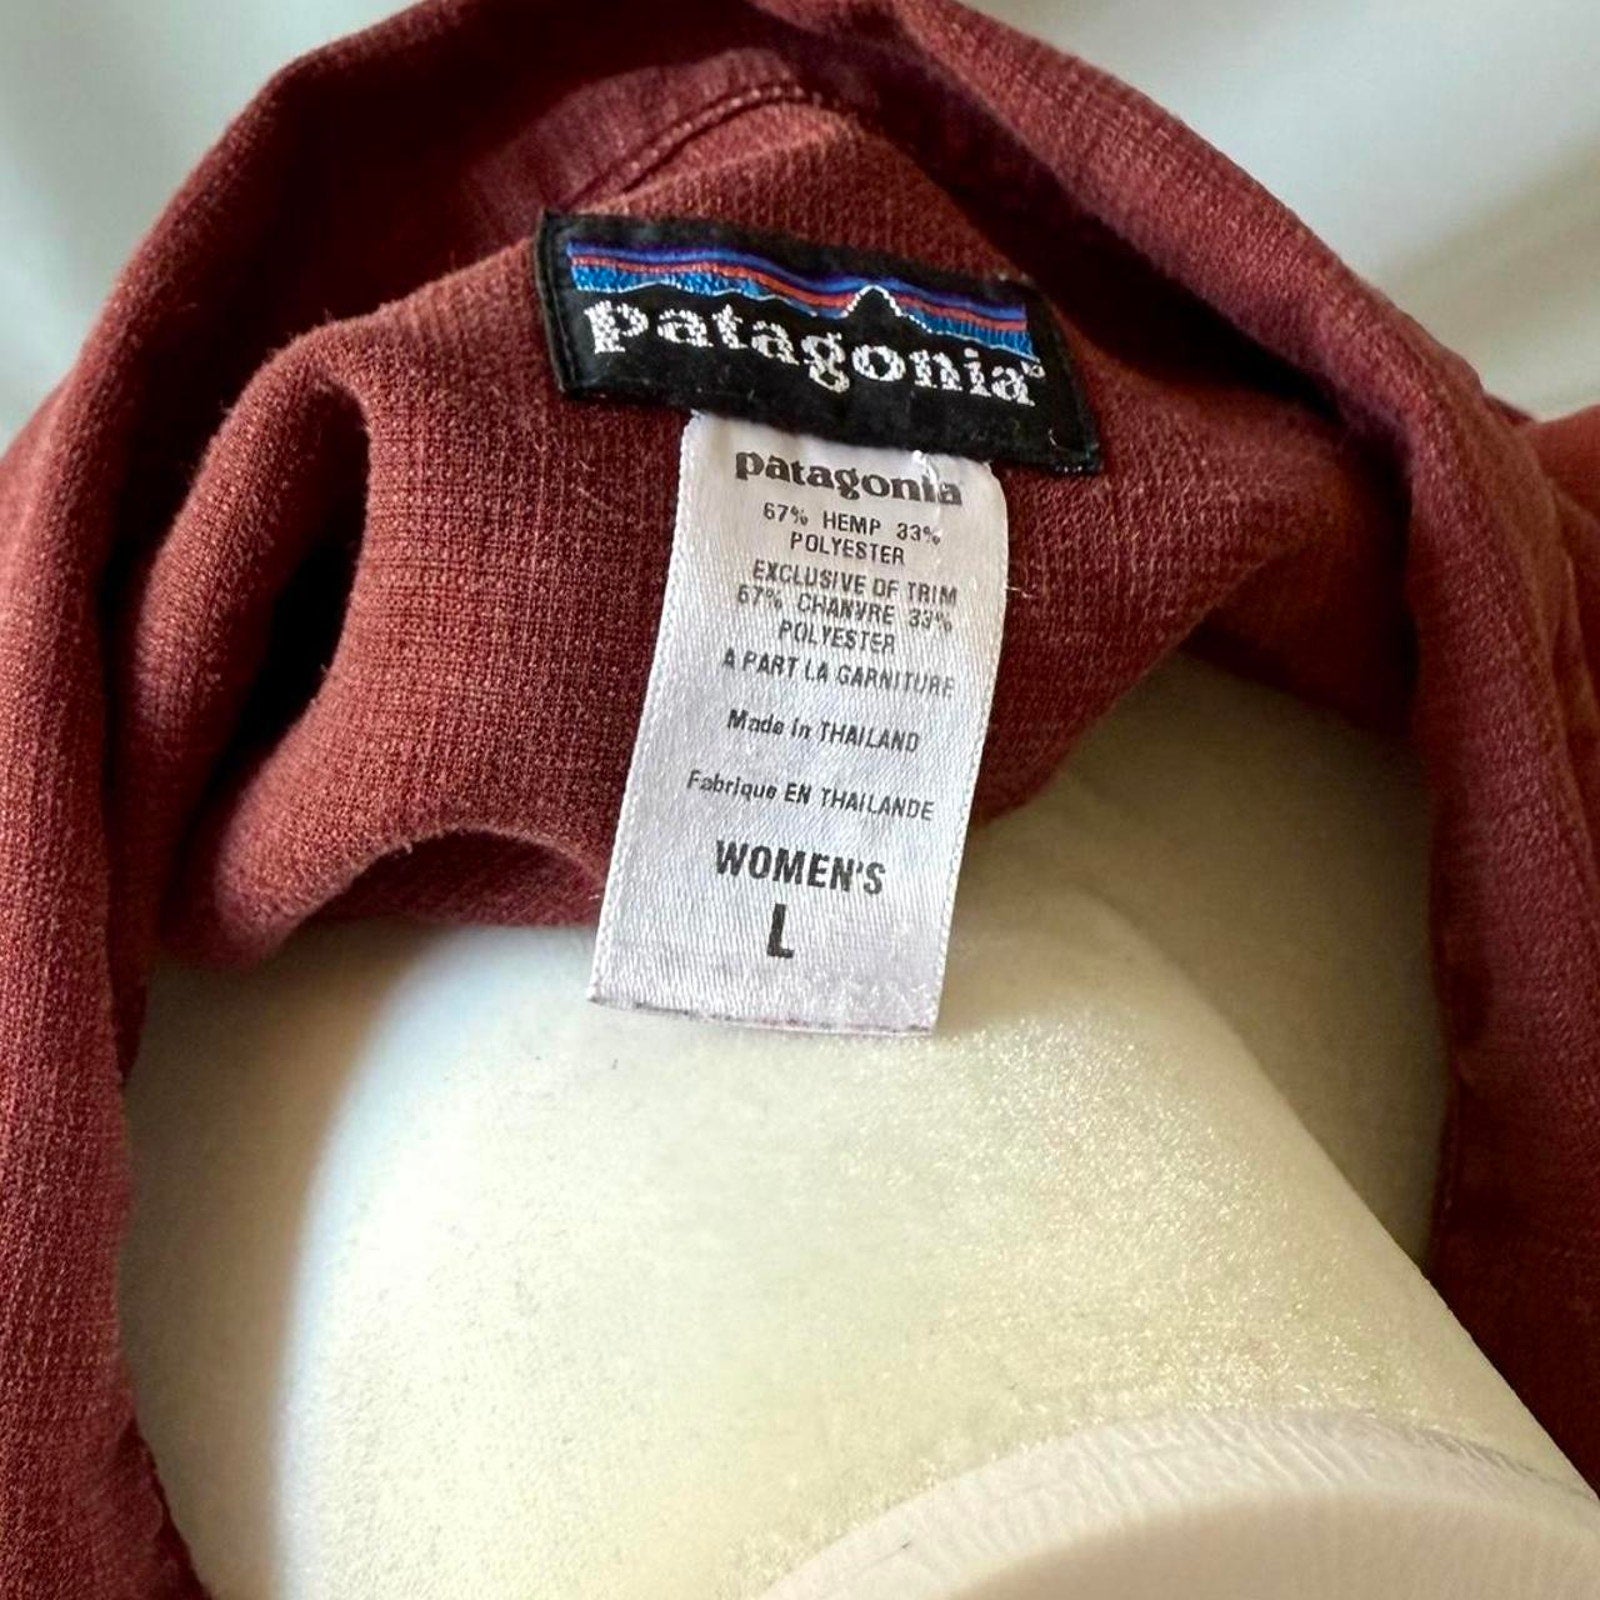 patagonia®
patagonia
67% HEMP 33%
POLYESTER
EXCLUSIVE OF TRIM
67% CHANVRE 33%
POLYESTER
A PART LA GARNITURE
Made in THAILAND
Fabrique EN THAILANDE
WOMEN'S
L